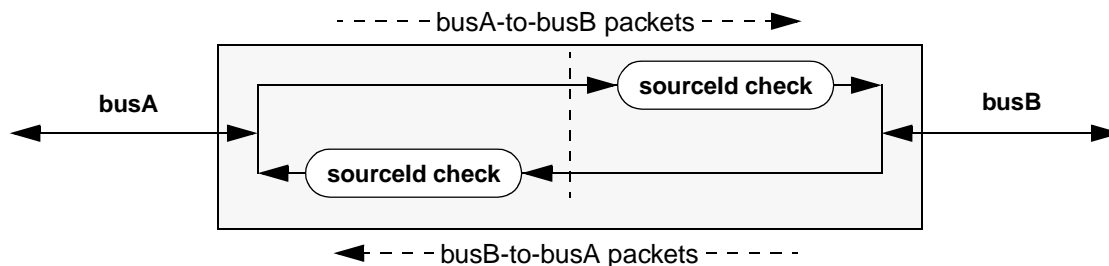 busA-to-busB packets
sourceId check
busA
busB
sourceId check
busB-to-busA packets